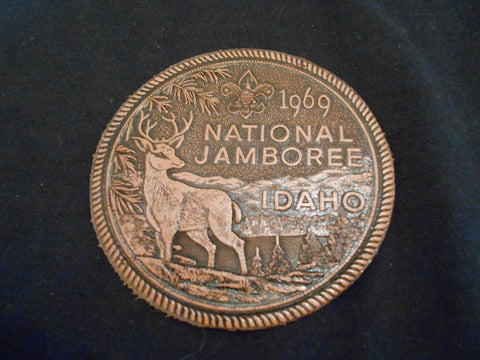 1969
NATIONAL
JAMBOREE
IDAHO